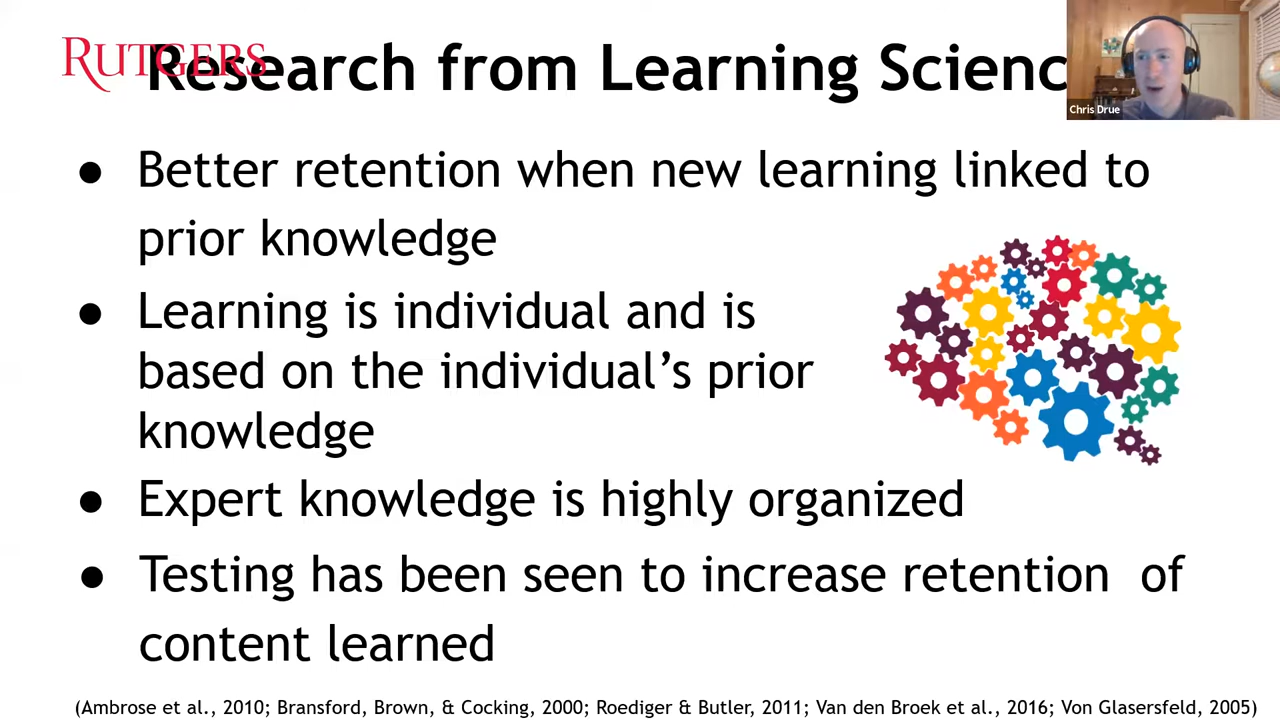 RUTGERS
Research from Learning Scienc
Chris Drue
● Better retention when new learning linked to
prior knowledge
● Learning is individual and is
based on the individual’s prior
knowledge
● Expert knowledge is highly organized
● Testing has been seen to increase retention  of
content learned
(Ambrose et al., 2010; Bransford, Brown, & Cocking, 2000; Roediger & Butler, 2011; Van den Broek et al., 2016; Von Glasersfeld, 2005)